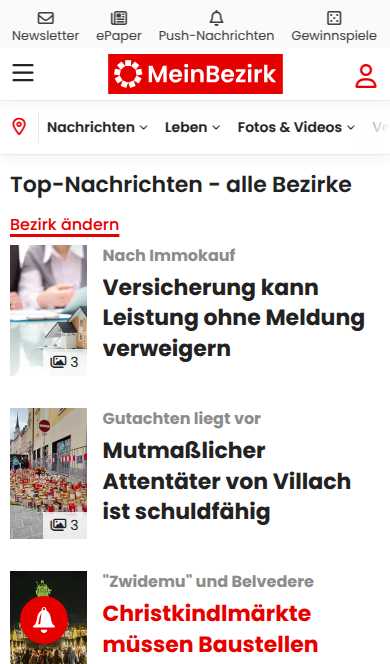 Newsletter ePaper Push-Nachrichten Gewinnspiele
MeinBezirk
Nachrichten Leben Fotos & Videos
Top-Nachrichten - alle Bezirke
Bezirk ändern
Nach Immokauf
Versicherung kann
Leistung ohne Meldung
verweigern
3
Gutachten liegt vor
Mutmaßlicher
Attentäter von Villach
ist schuldfähig
3
"Zwidemu" und Belvedere
Christkindlmärkte
müssen Baustellen